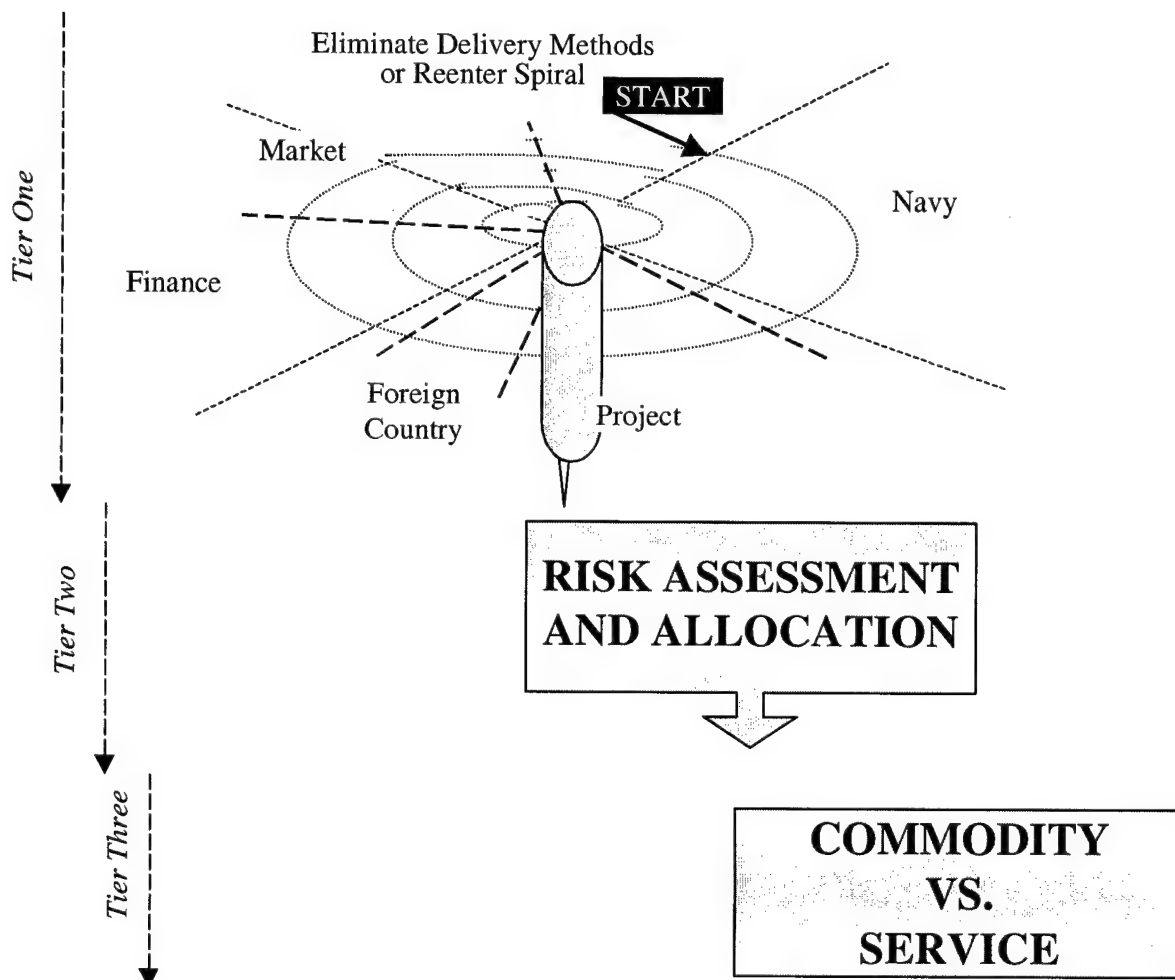 Eliminate Delivery Methods
or Reenter Spiral
START
Market
Navy
Tier One
Finance
Foreign
Country
Project
RISK ASSESSMENT
AND ALLOCATION
Tier Two
Tier Three
COMMODITY
VS.
SERVICE